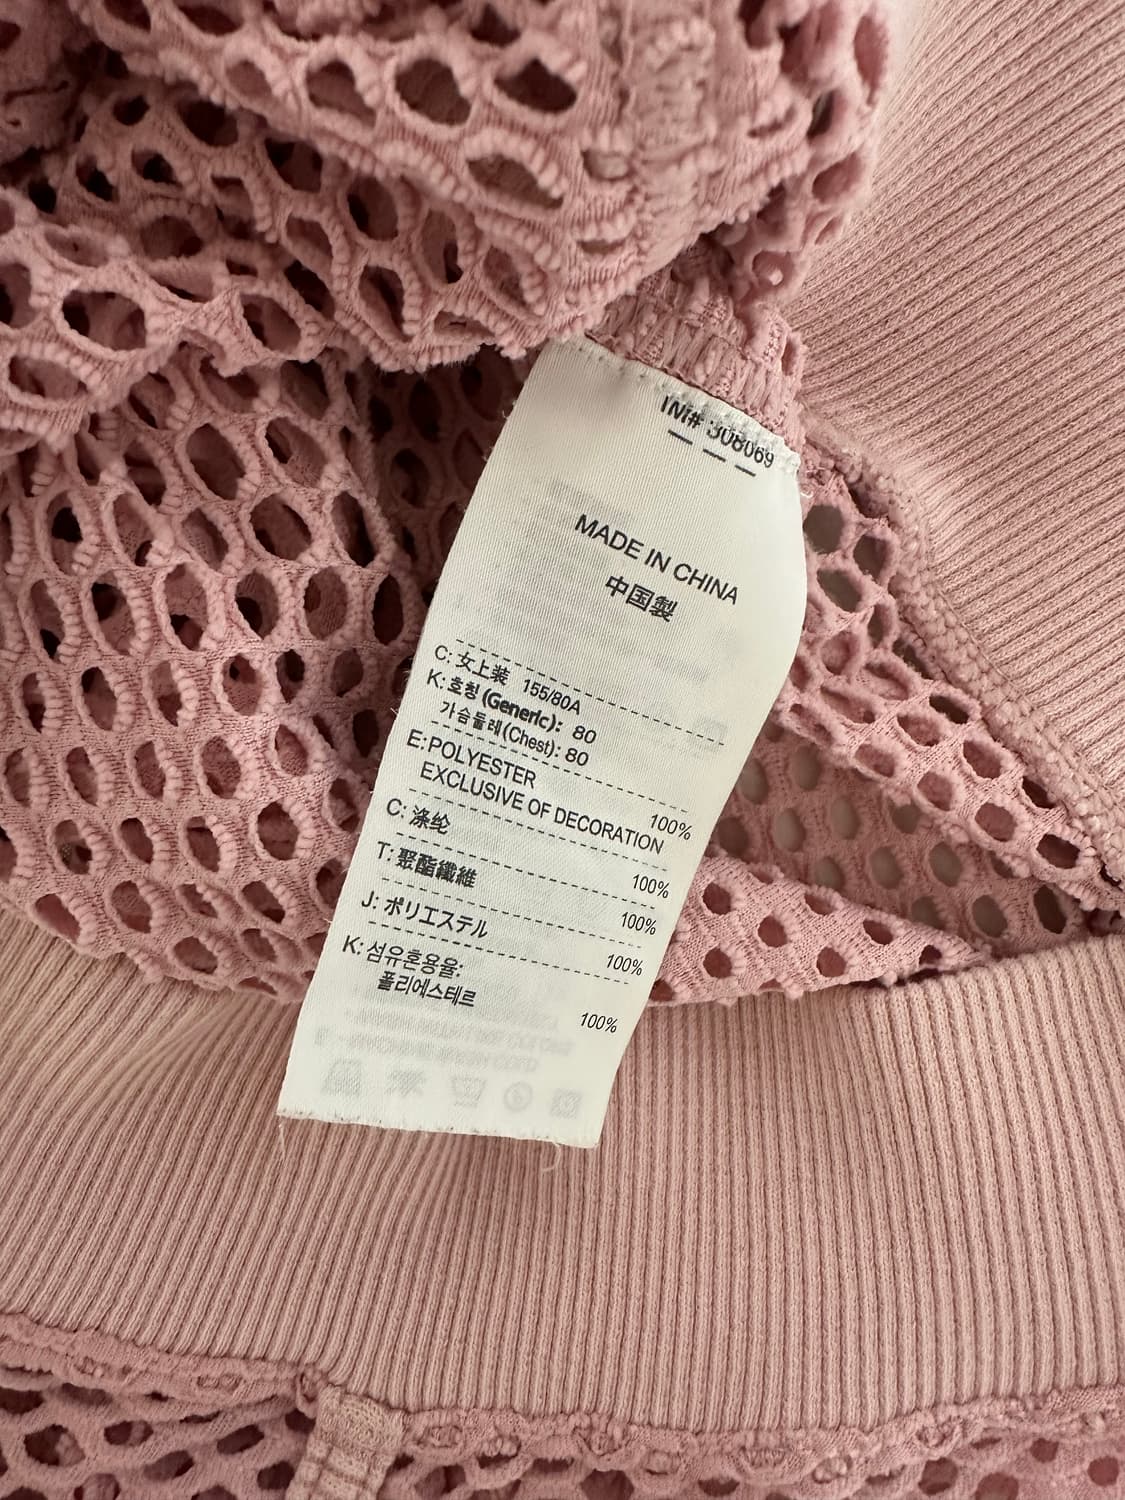 308069
MADE IN CHINA
中国製
C: 女上装 155/80A
K: 호칭 (Generic): 80
가슴둘레(Chest): 80
E:POLYESTER 100%
EXCLUSIVE OF DECORATION
C: 涤纶 100%
T: 聚酯纖維 100%
J: ポリエステル 100%
K: 섬유혼용율:
폴리에스테르 100%